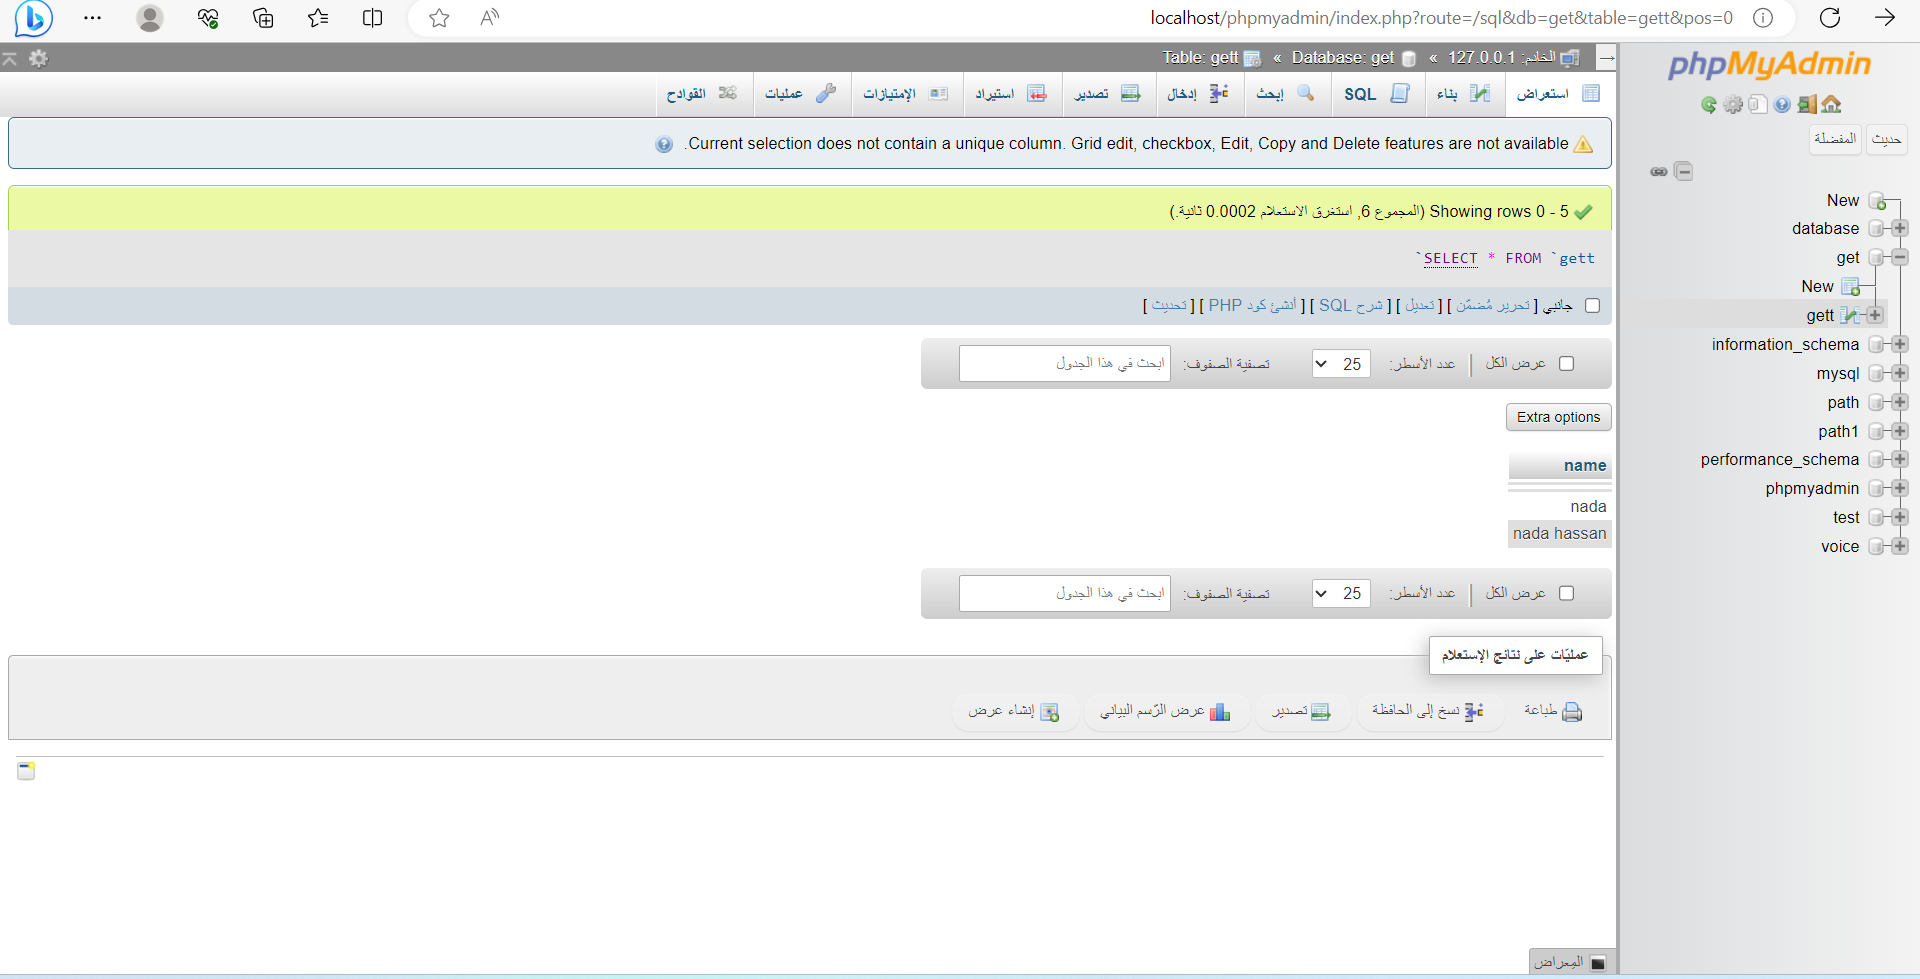 localhost/phpmyadmin/index.php?route=/sql&db=get&table=gett&pos=0
phpMyAdmin
حديث
المفضلة
New
database
get
New
gett
information_schema
mysql
path
path1
performance_schema
phpmyadmin
test
voice
الخادم: 127.0.0.1 » Database: get » Table: gett
استعراض
بناء
SQL
إبحث
إدخال
تصدير
استيراد
الإمتيازات
عمليات
القوادح
Current selection does not contain a unique column. Grid edit, checkbox, Edit, Copy and Delete features are not available.
Showing rows 0 - 5 (المجموع 6, استغرق الاستعلام 0.0002 ثانية.)
SELECT * FROM `gett`
جانبي [ تحرير مُضمّن ] [ تعديل ] [ شرح SQL ] [ أنشئ كود PHP ] [ تحديث ]
عرض الكل | عدد الأسطر: 25 تصفية الصفوف: ابحث في هذا الجدول
Extra options
name
nada
nada hassan
عرض الكل | عدد الأسطر: 25 تصفية الصفوف: ابحث في هذا الجدول
عمليّات على نتائج الإستعلام
طباعة
نسخ إلى الحافظة
تصدير
عرض الرّسم البياني
إنشاء عرض
المِعراض